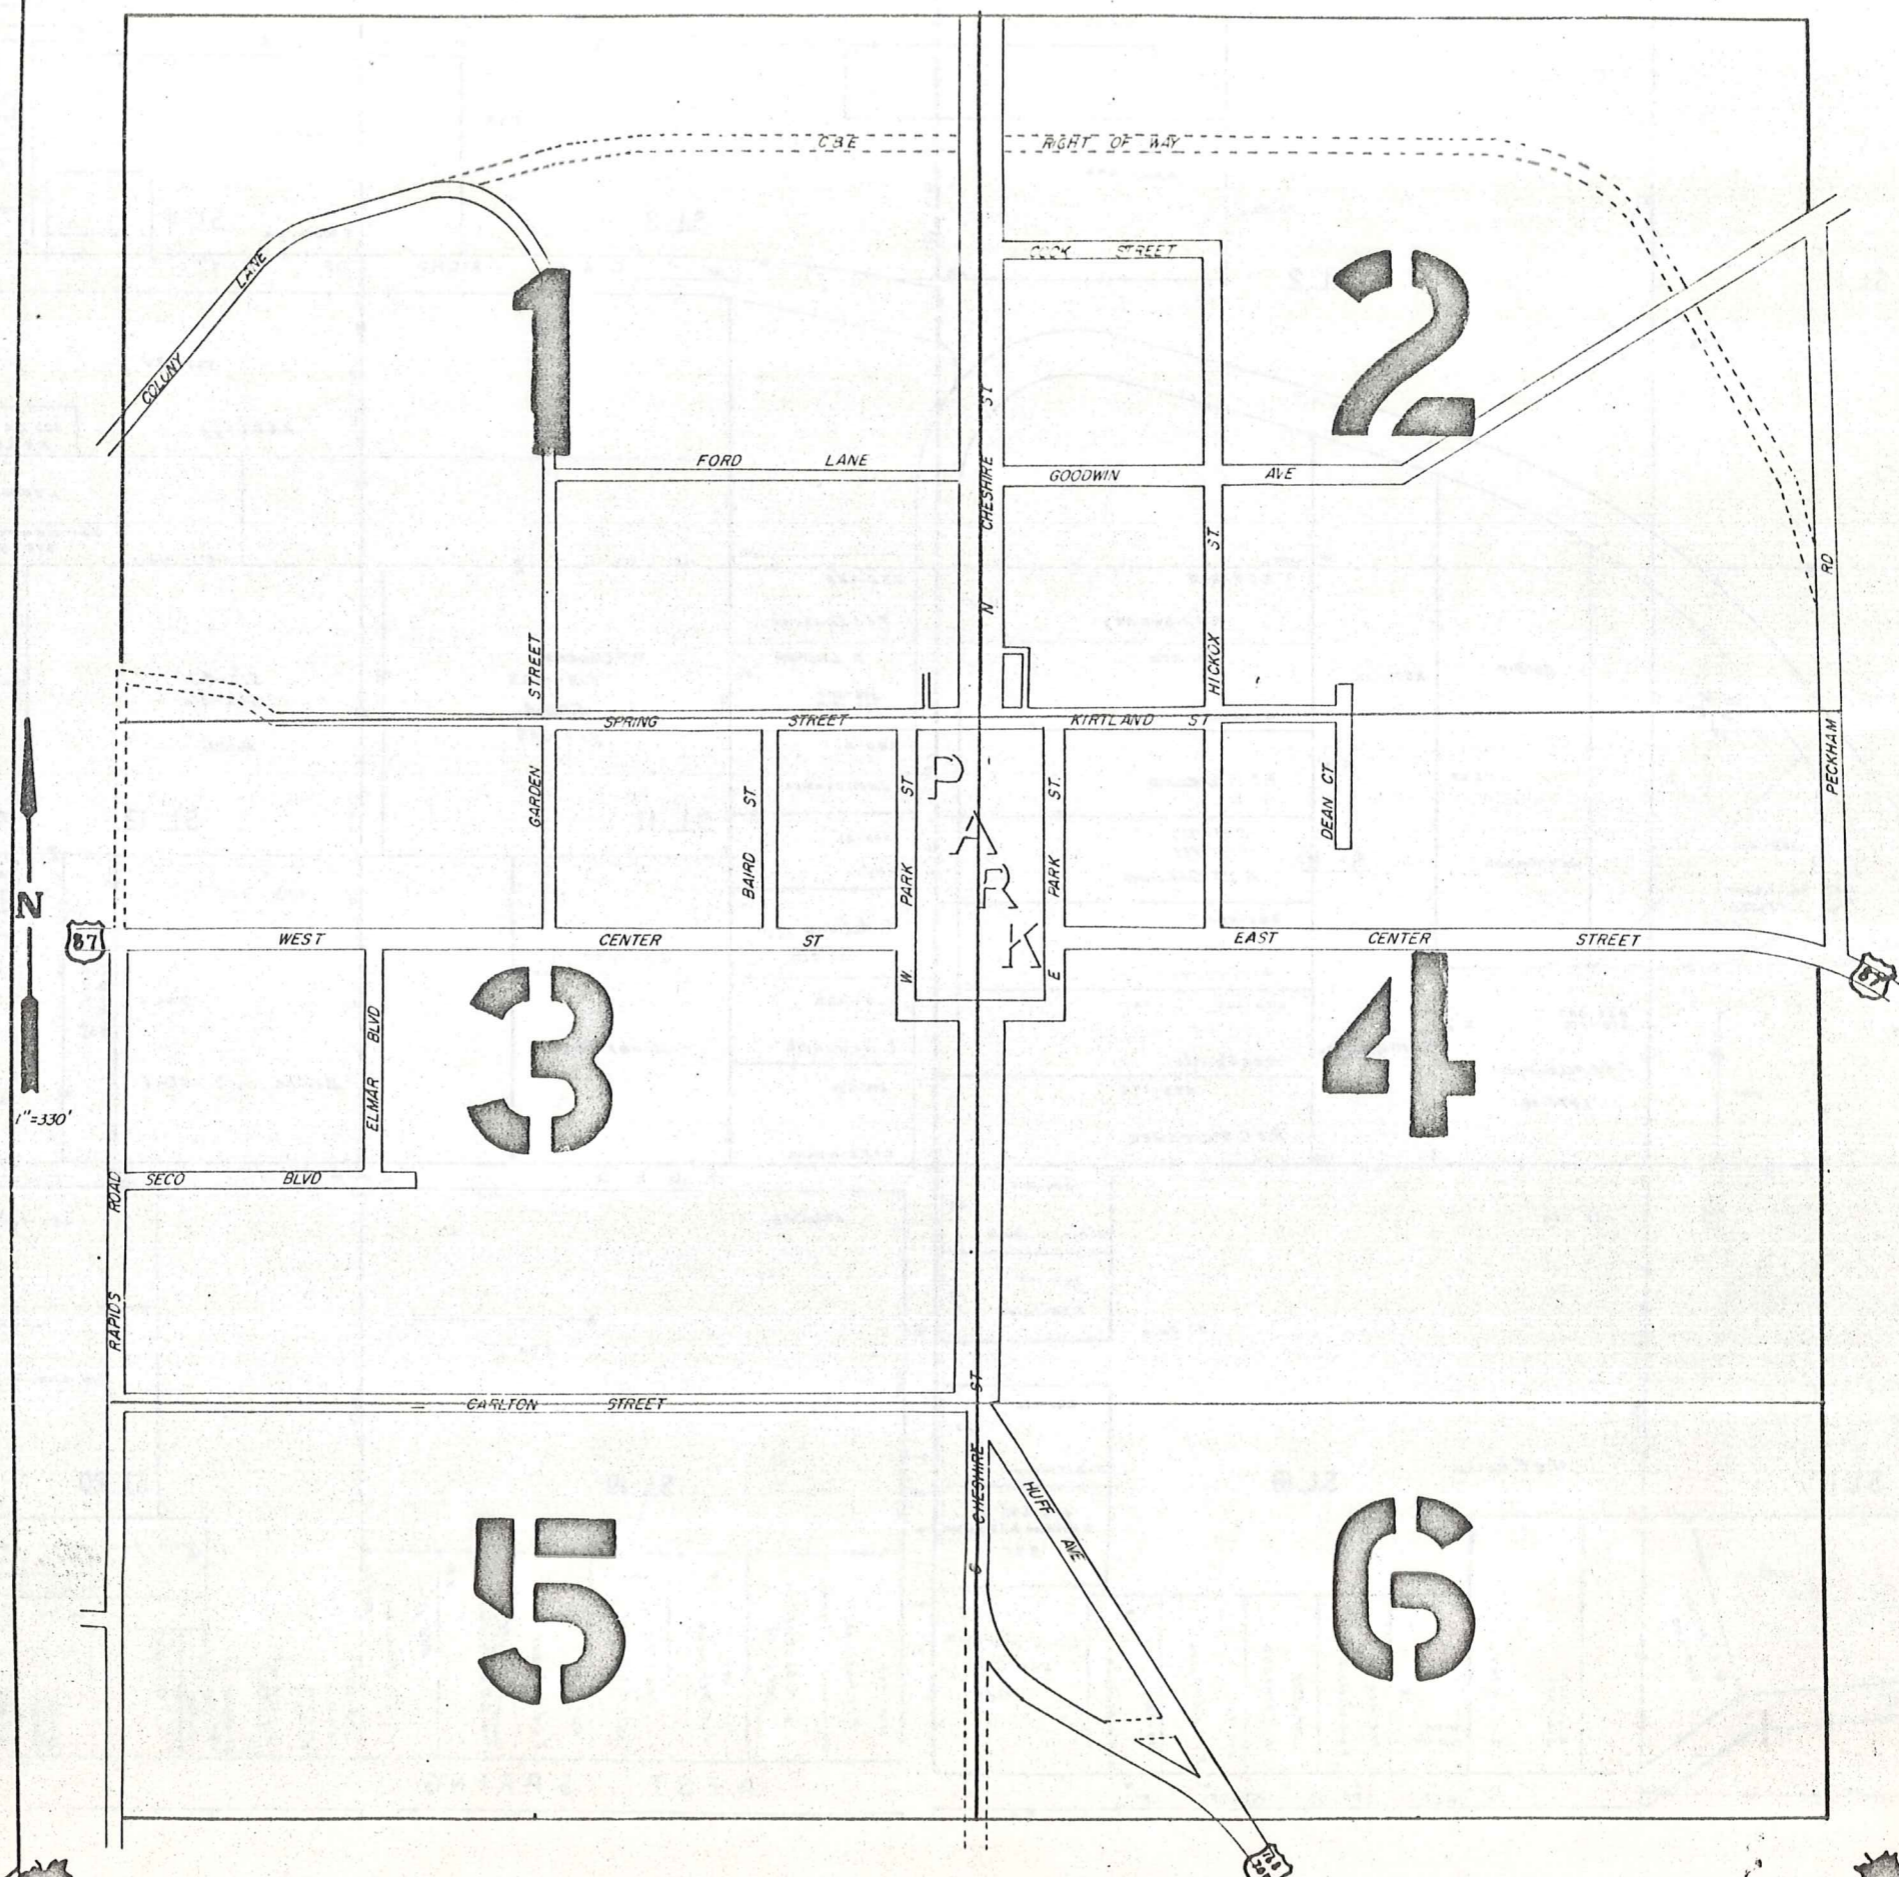 CBE RIGHT OF WAY
COOK STREET
COLONY LANE
1
2
FORD LANE
GOODWIN AVE
N CHESHIRE ST
HICKOX ST.
GARDEN STREET
PECKHAM RD
SPRING STREET
KIRTLAND ST
BAIRD ST
W PARK ST
PARK
E PARK ST.
DEAN CT
N
1"=330'
87
WEST CENTER ST
EAST CENTER STREET
87
3
4
ELMAR BLVD
SECO BLVD
RAPIDS ROAD
CARLTON STREET
S CHESHIRE ST
HUFF AVE
5
6